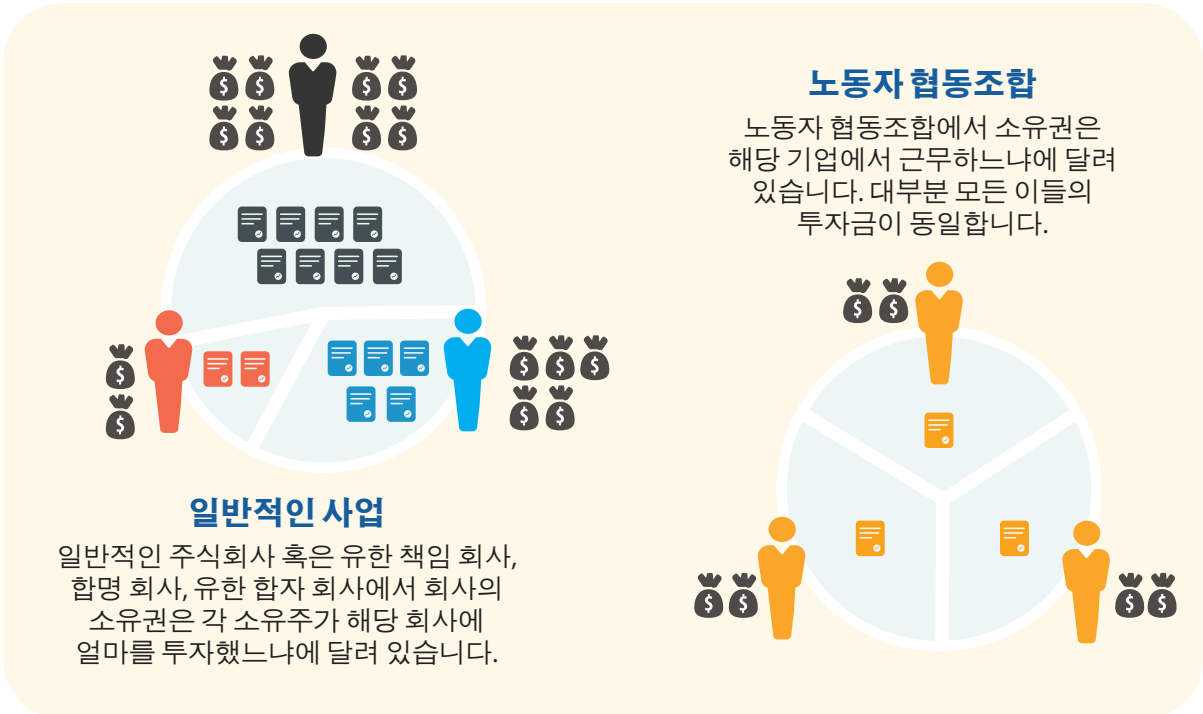 노동자 협동조합
노동자 협동조합에서 소유권은
해당 기업에서 근무하느냐에 달려
있습니다. 대부분 모든 이들의
투자금이 동일합니다.
일반적인 사업
일반적인 주식회사 혹은 유한 책임 회사,
합명 회사, 유한 합자 회사에서 회사의
소유권은 각 소유주가 해당 회사에
얼마를 투자했느냐에 달려 있습니다.